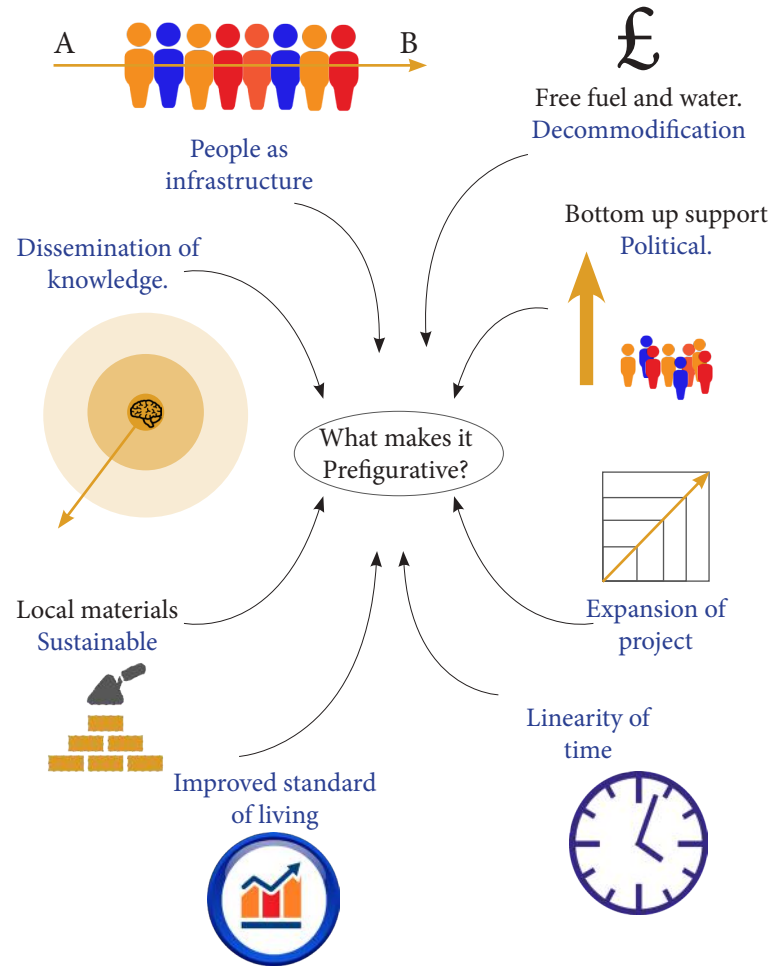 A
B
People as
infrastructure
£
Free fuel and water.
Decommodification
Bottom up support
Political.
Dissemination of
knowledge.
What makes it
Prefigurative?
Expansion of
project
Local materials
Sustainable
Linearity of
time
Improved standard
of living